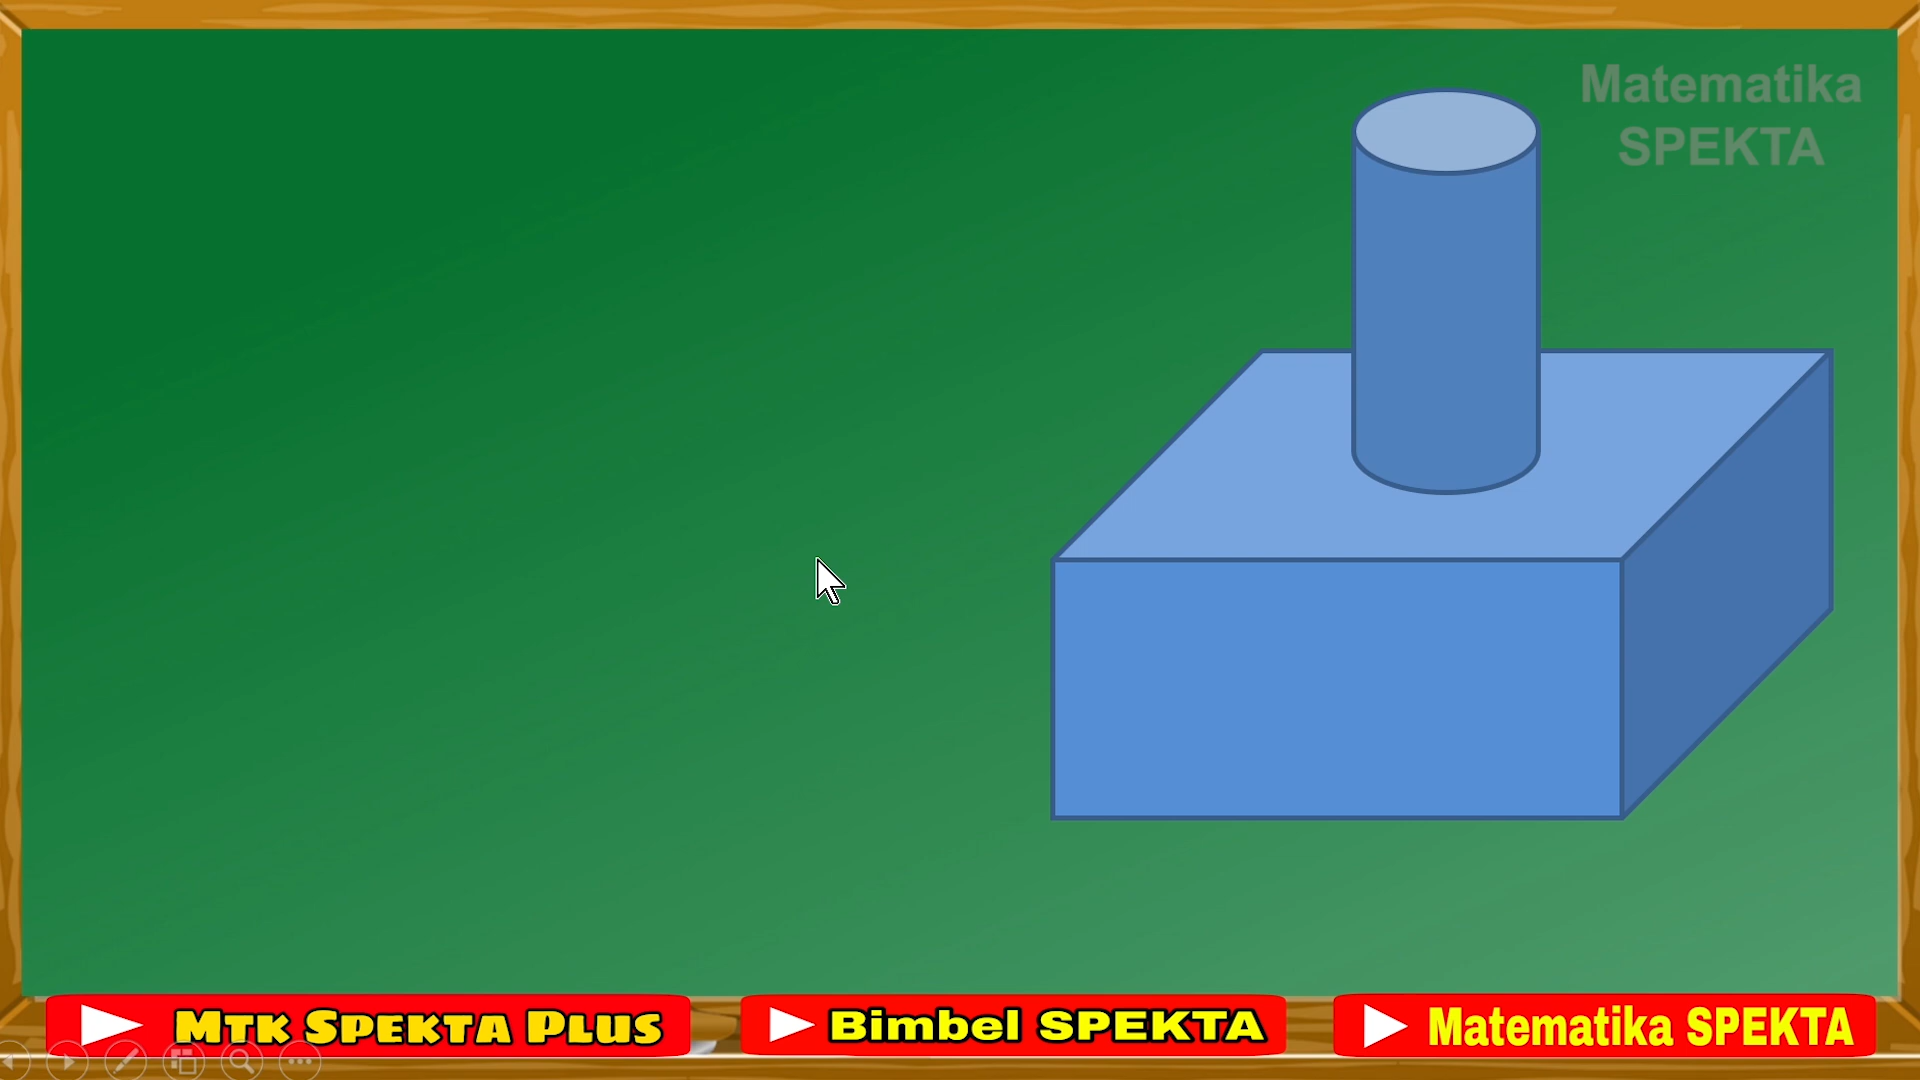 Matematika
SPEKTA
Mtk Spekta Plus
Bimbel SPEKTA
Matematika SPEKTA